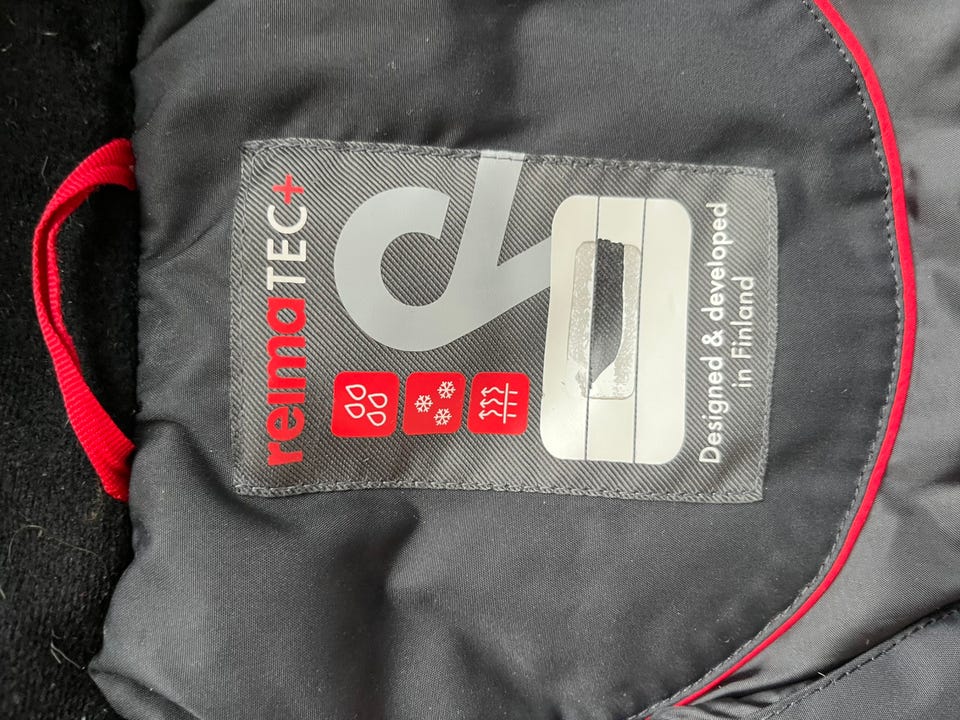 reimaTEC+
Designed & developed
in Finland